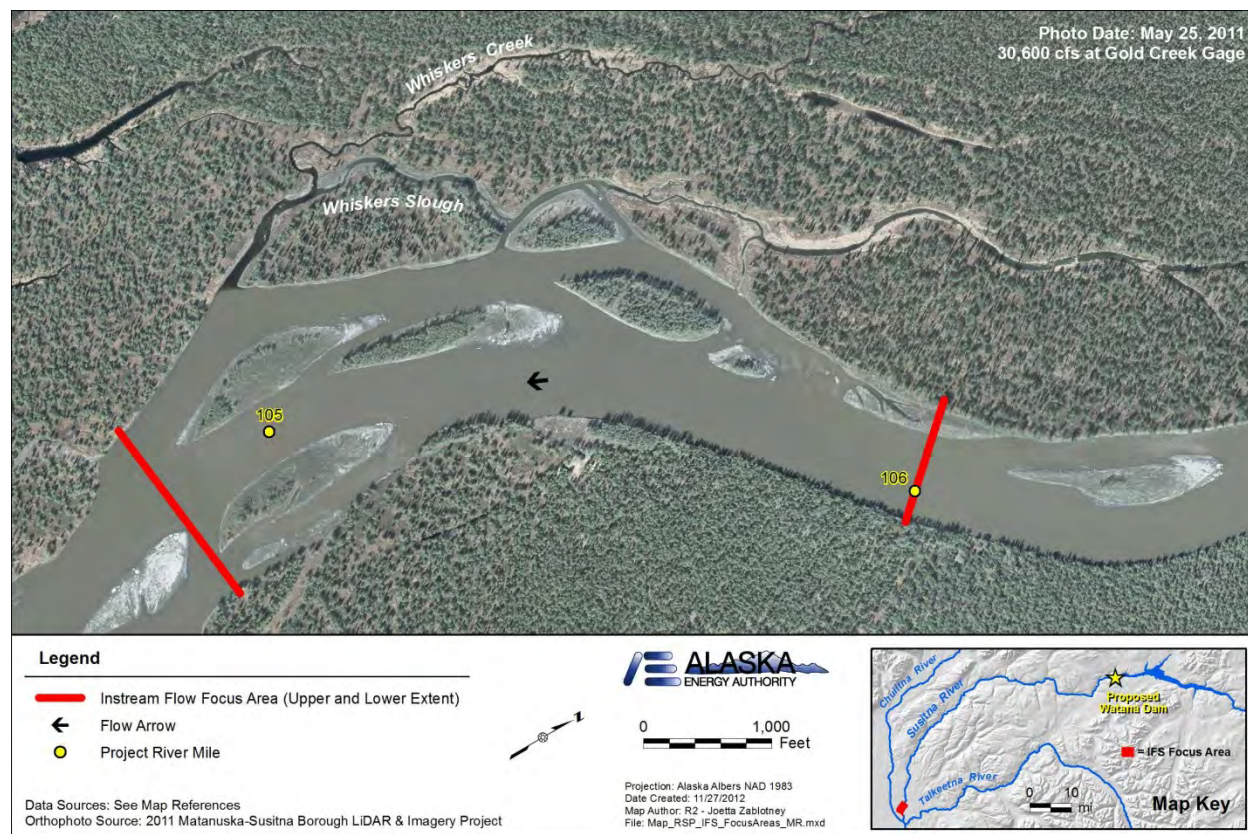 Photo Date: May 25, 2011
30,600 cfs at Gold Creek Gage
Whiskers Creek
Whiskers Slough
105
106
Legend
Instream Flow Focus Area (Upper and Lower Extent)
Flow Arrow
Project River Mile
Data Sources: See Map References
Orthophoto Source: 2011 Matanuska-Susitna Borough LiDAR & Imagery Project
Z
ALASKA
ENERGY AUTHORITY
0 1,000
Feet
Projection: Alaska Albers NAD 1983
Date Created: 11/27/2012
Map Author: R2 - Joetta Zablotney
File: Map_RSP_IFS_FocusAreas_MR.mxd
Chulitna River
Susitna River
Proposed
Watana Dam
= IFS Focus Area
Talkeetna River
0 10
mi
Map Key